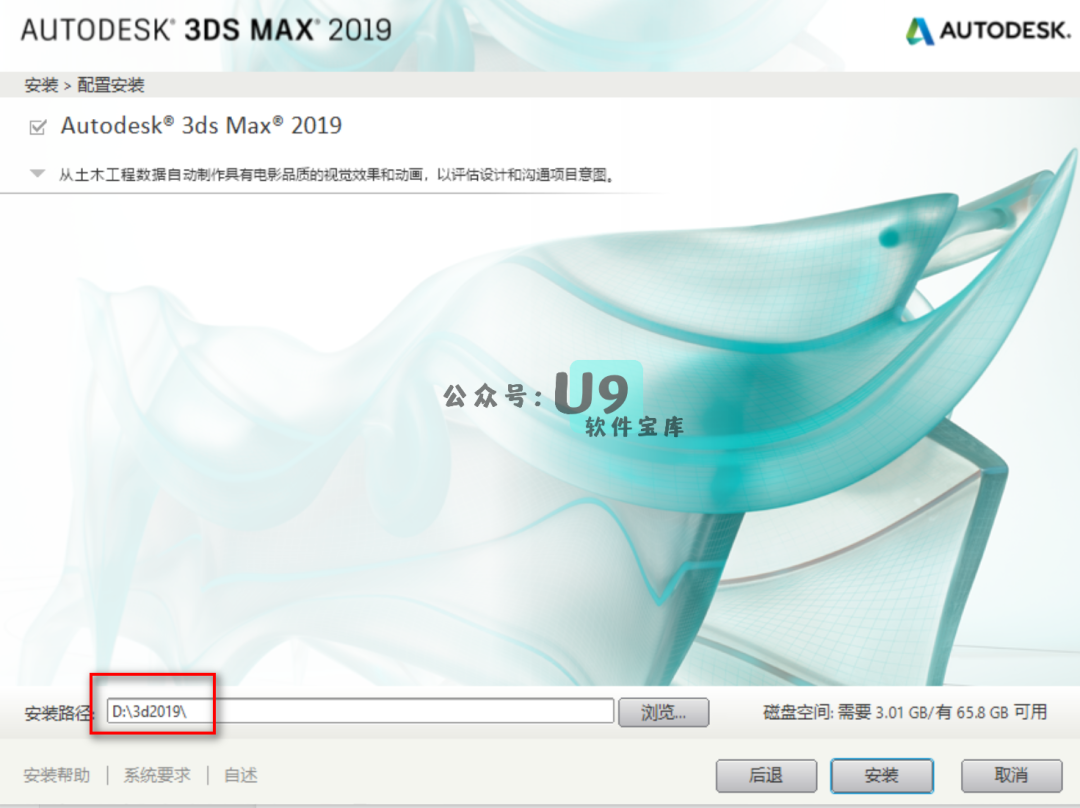 AUTODESK® 3DS MAX® 2019
AUTODESK.
安装 > 配置安装
Autodesk® 3ds Max® 2019
从土木工程数据自动制作具有电影品质的视觉效果和动画，以评估设计和沟通项目意图。
公众号：U9
软件宝库
安装路径: D:\3d2019\ 浏览... 磁盘空间: 需要 3.01 GB/有 65.8 GB 可用
安装帮助 | 系统要求 | 自述 后退 安装 取消